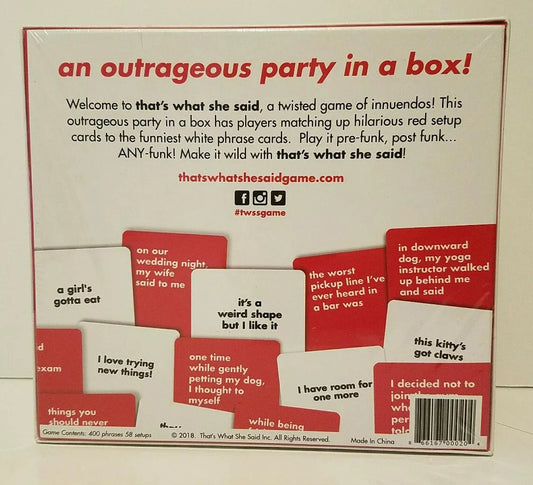 an outrageous party in a box!
Welcome to that's what she said, a twisted game of innuendos! This
outrageous party in a box has players matching up hilarious red setup
cards to the funniest white phrase cards. Play it pre-funk, post funk...
ANY-funk! Make it wild with that's what she said!
thatswhatshesaidgame.com
#twssgame
a girl's
gotta eat
on our
wedding night,
my wife
said to me
it's a
weird shape
but I like it
the worst
pickup line I've
ever heard in
a bar was
in downward
dog, my yoga
instructor walked
up behind me
and said
exam
I love trying
new things!
one time
while gently
petting my dog,
I thought to
myself
I have room for
one more
this kitty's
got claws
things you
should never
while being
I decided not to
Game Contents: 400 phrases 58 setups
© 2018. That's What She Said Inc. All Rights Reserved.
Made In China
8 66167 00020 4